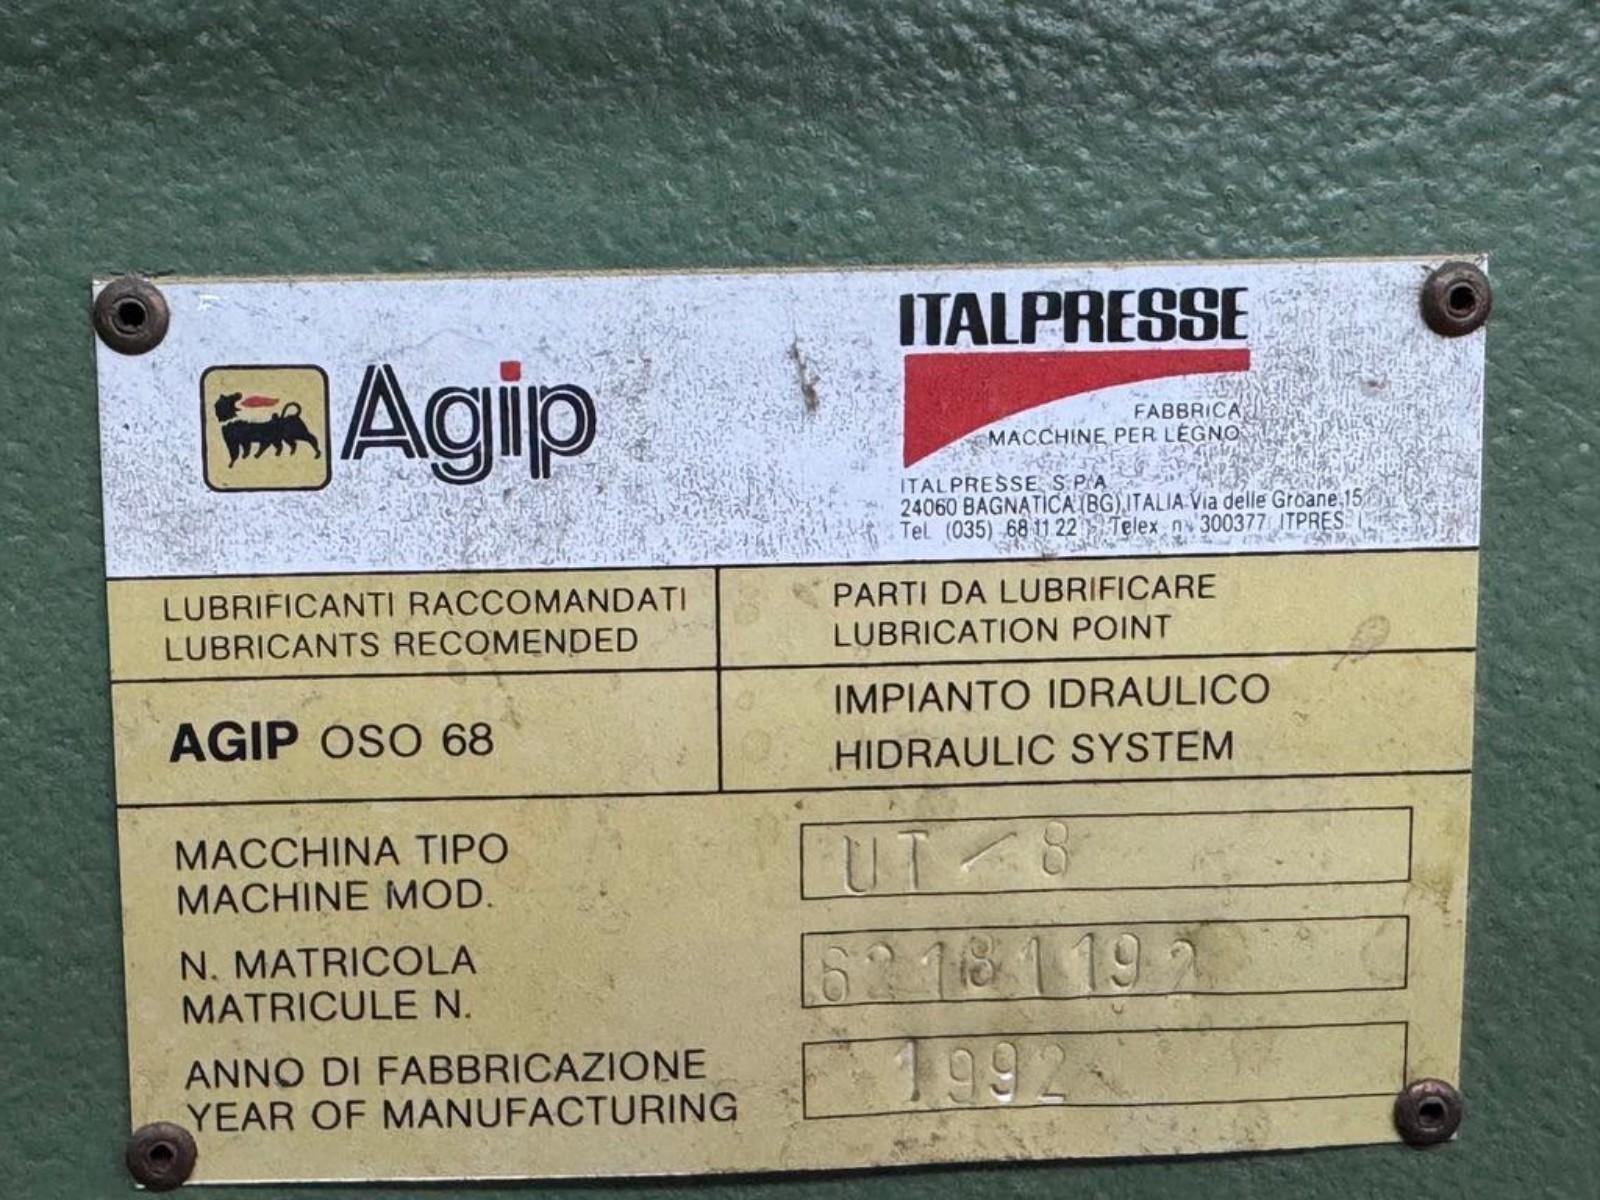 Agip
ITALPRESSE
FABBRICA
MACCHINE PER LEGNO
ITALPRESSE S.P.A.
24060 BAGNATICA (BG) ITALIA Via delle Groane, 15
Tel. (035) 68 11 22 Telex n. 300377 ITPRES I
LUBRIFICANTI RACCOMANDATI
LUBRICANTS RECOMENDED
PARTI DA LUBRIFICARE
LUBRICATION POINT
AGIP OSO 68
IMPIANTO IDRAULICO
HIDRAULIC SYSTEM
MACCHINA TIPO
MACHINE MOD.
UT/8
N. MATRICOLA
MATRICULE N.
ANNO DI FABBRICAZIONE
YEAR OF MANUFACTURING
1992